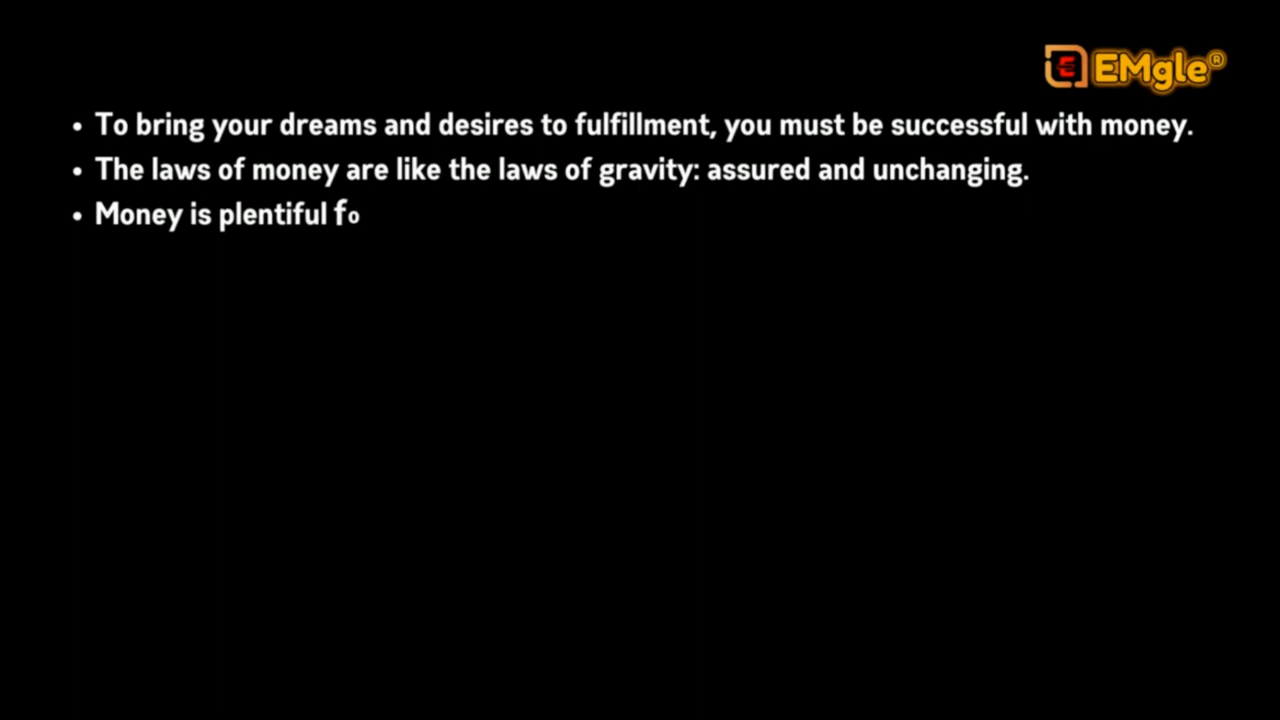 EMgle®
• To bring your dreams and desires to fulfillment, you must be successful with money.
• The laws of money are like the laws of gravity: assured and unchanging.
• Money is plentiful fo